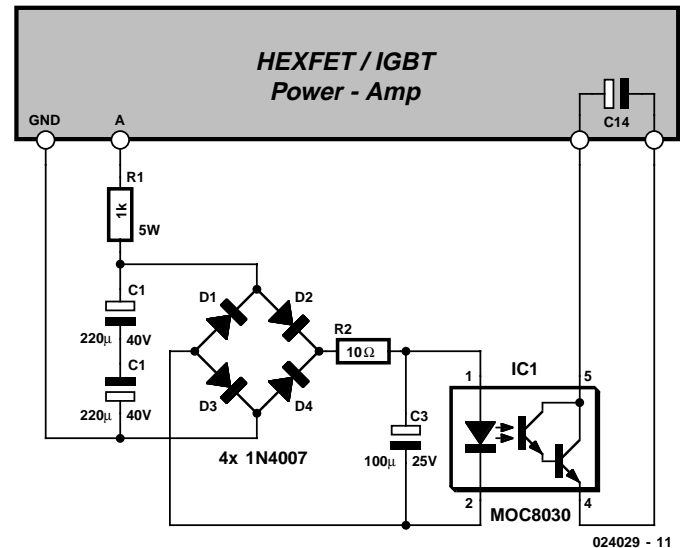 HEXFET / IGBT
Power - Amp
GND
A
C14
R1
1k
5W
C1
220µ 40V
C1
220µ 40V
D1
D2
D3
D4
4x 1N4007
R2
10Ω
C3
100µ 25V
IC1
1
5
2
4
MOC8030
024029 - 11